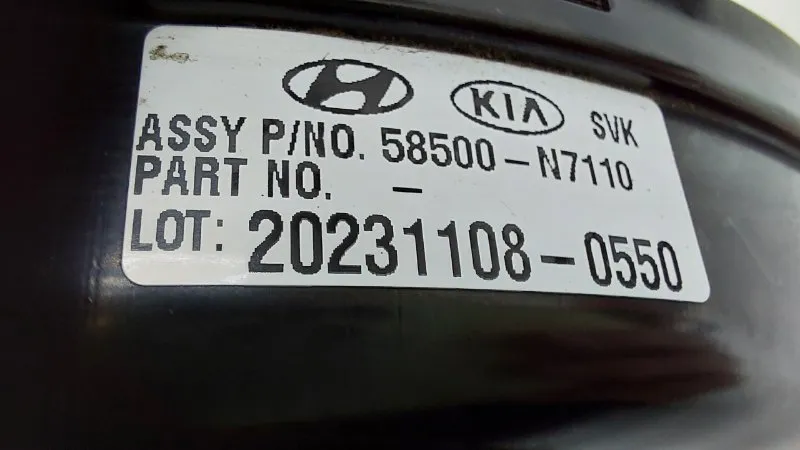 KIA SVK
ASSY P/NO. 58500-N7110
PART NO. -
LOT: 20231108-0550